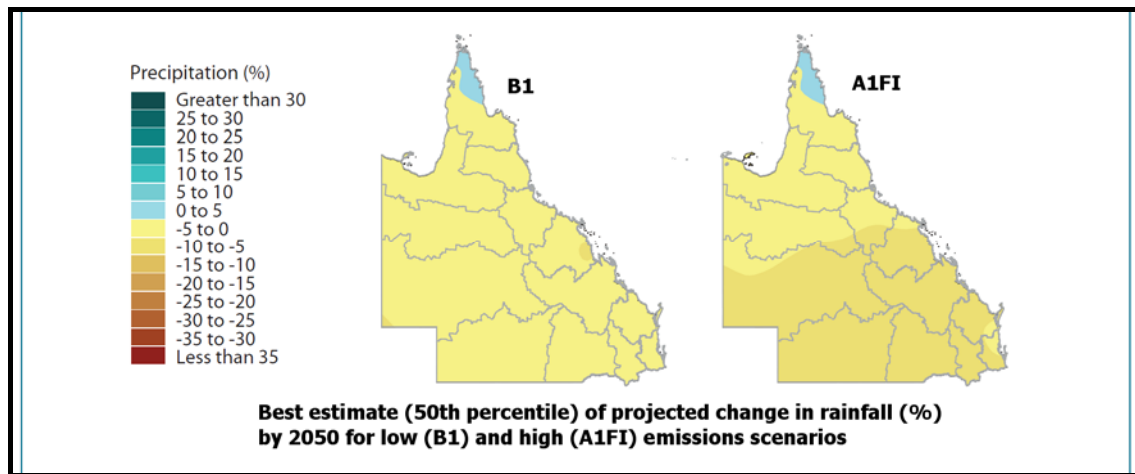 Precipitation (%)
Greater than 30
25 to 30
20 to 25
15 to 20
10 to 15
5 to 10
0 to 5
-5 to 0
-10 to -5
-15 to -10
-20 to -15
-25 to -20
-30 to -25
-35 to -30
Less than 35
B1
A1FI
Best estimate (50th percentile) of projected change in rainfall (%)
by 2050 for low (B1) and high (A1FI) emissions scenarios